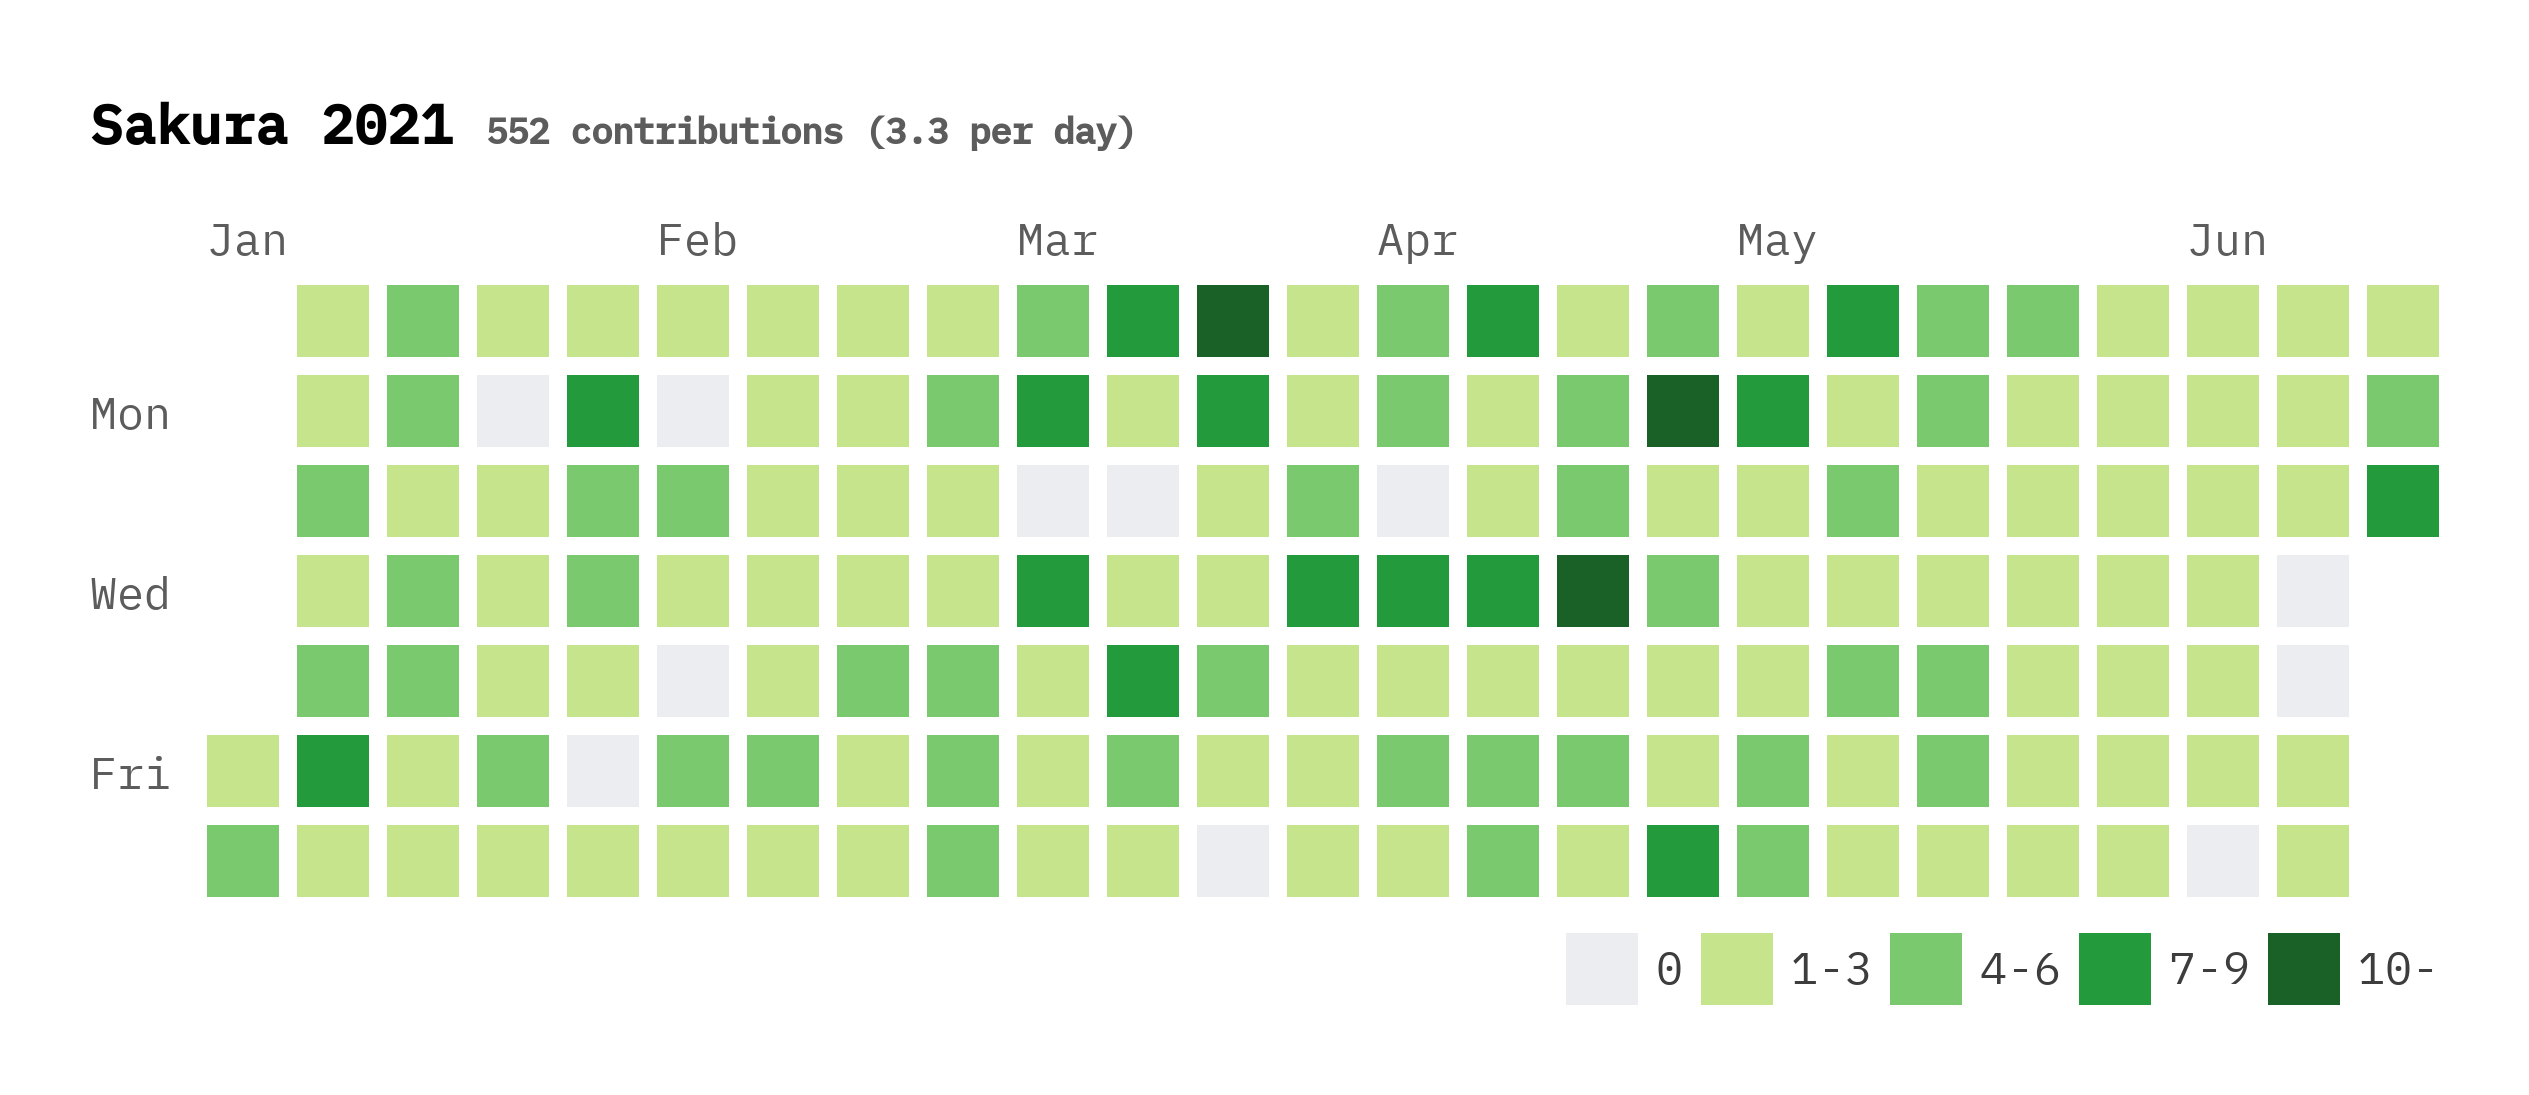 Sakura 2021 552 contributions (3.3 per day)
Jan Feb Mar Apr May Jun
Mon
Wed
Fri
0 1-3 4-6 7-9 10-